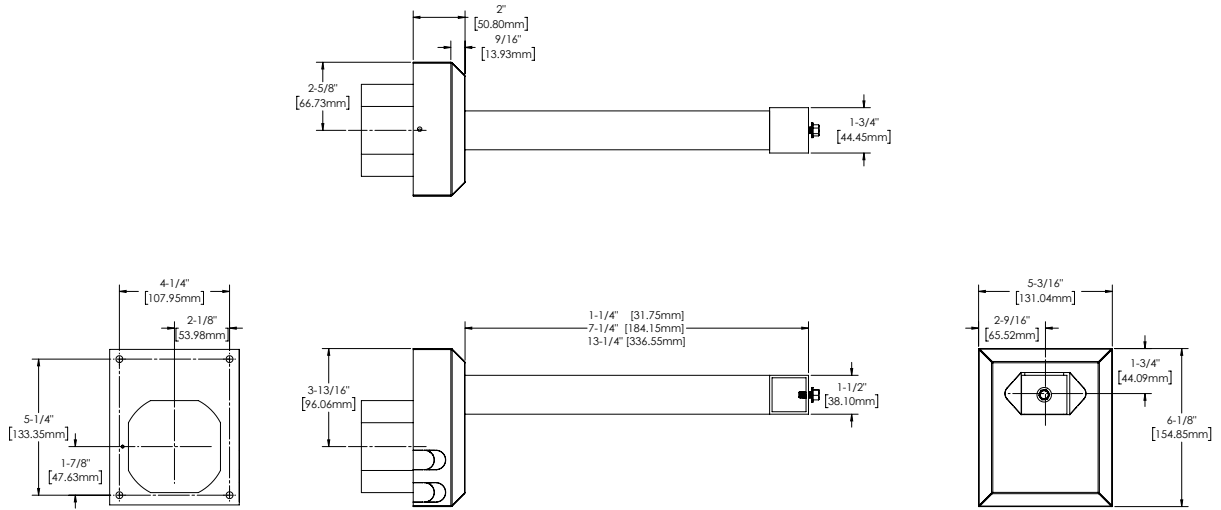 2"
[50.80mm]
9/16"
[13.93mm]
2-5/8"
[66.73mm]
1-3/4"
[44.45mm]
4-1/4"
[107.95mm]
2-1/8"
[53.98mm]
5-1/4"
[133.35mm]
1-7/8"
[47.63mm]
3-13/16"
[96.06mm]
1-1/4" [31.75mm]
7-1/4" [184.15mm]
13-1/4" [336.55mm]
1-1/2"
[38.10mm]
5-3/16"
[131.04mm]
2-9/16"
[65.52mm]
1-3/4"
[44.09mm]
6-1/8"
[154.85mm]